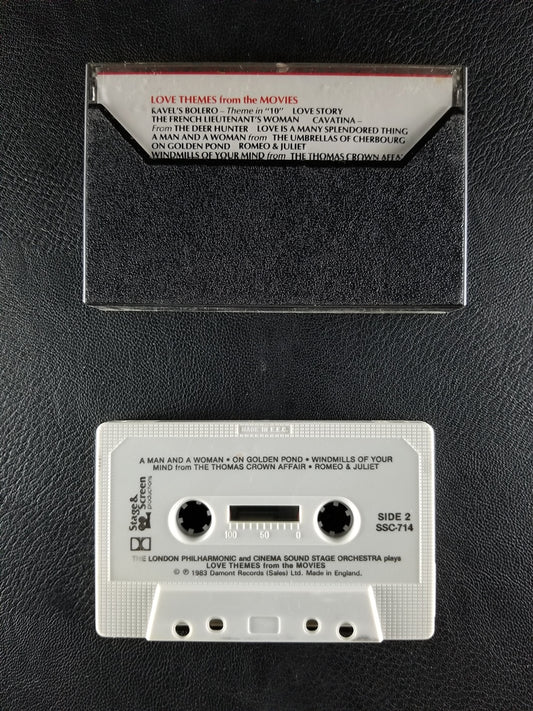 LOVE THEMES from the MOVIES
RAVEL'S BOLERO – Theme in "10" LOVE STORY
THE FRENCH LIEUTENANT'S WOMAN CAVATINA –
From THE DEER HUNTER LOVE IS A MANY SPLENDORED THING
A MAN AND A WOMAN from THE UMBRELLAS OF CHERBOURG
ON GOLDEN POND ROMEO & JULIET
WINDMILLS OF YOUR MIND from THE THOMAS CROWN AFFA
MADE IN E.E.C.
A MAN AND A WOMAN • ON GOLDEN POND • WINDMILLS OF YOUR
MIND from THE THOMAS CROWN AFFAIR • ROMEO & JULIET
Stage &
Screen
productions
100 50 0
SIDE 2
SSC-714
THE LONDON PHILHARMONIC and CINEMA SOUND STAGE ORCHESTRA plays
LOVE THEMES from the MOVIES
© ℗ 1983 Damont Records (Sales) Ltd. Made in England.